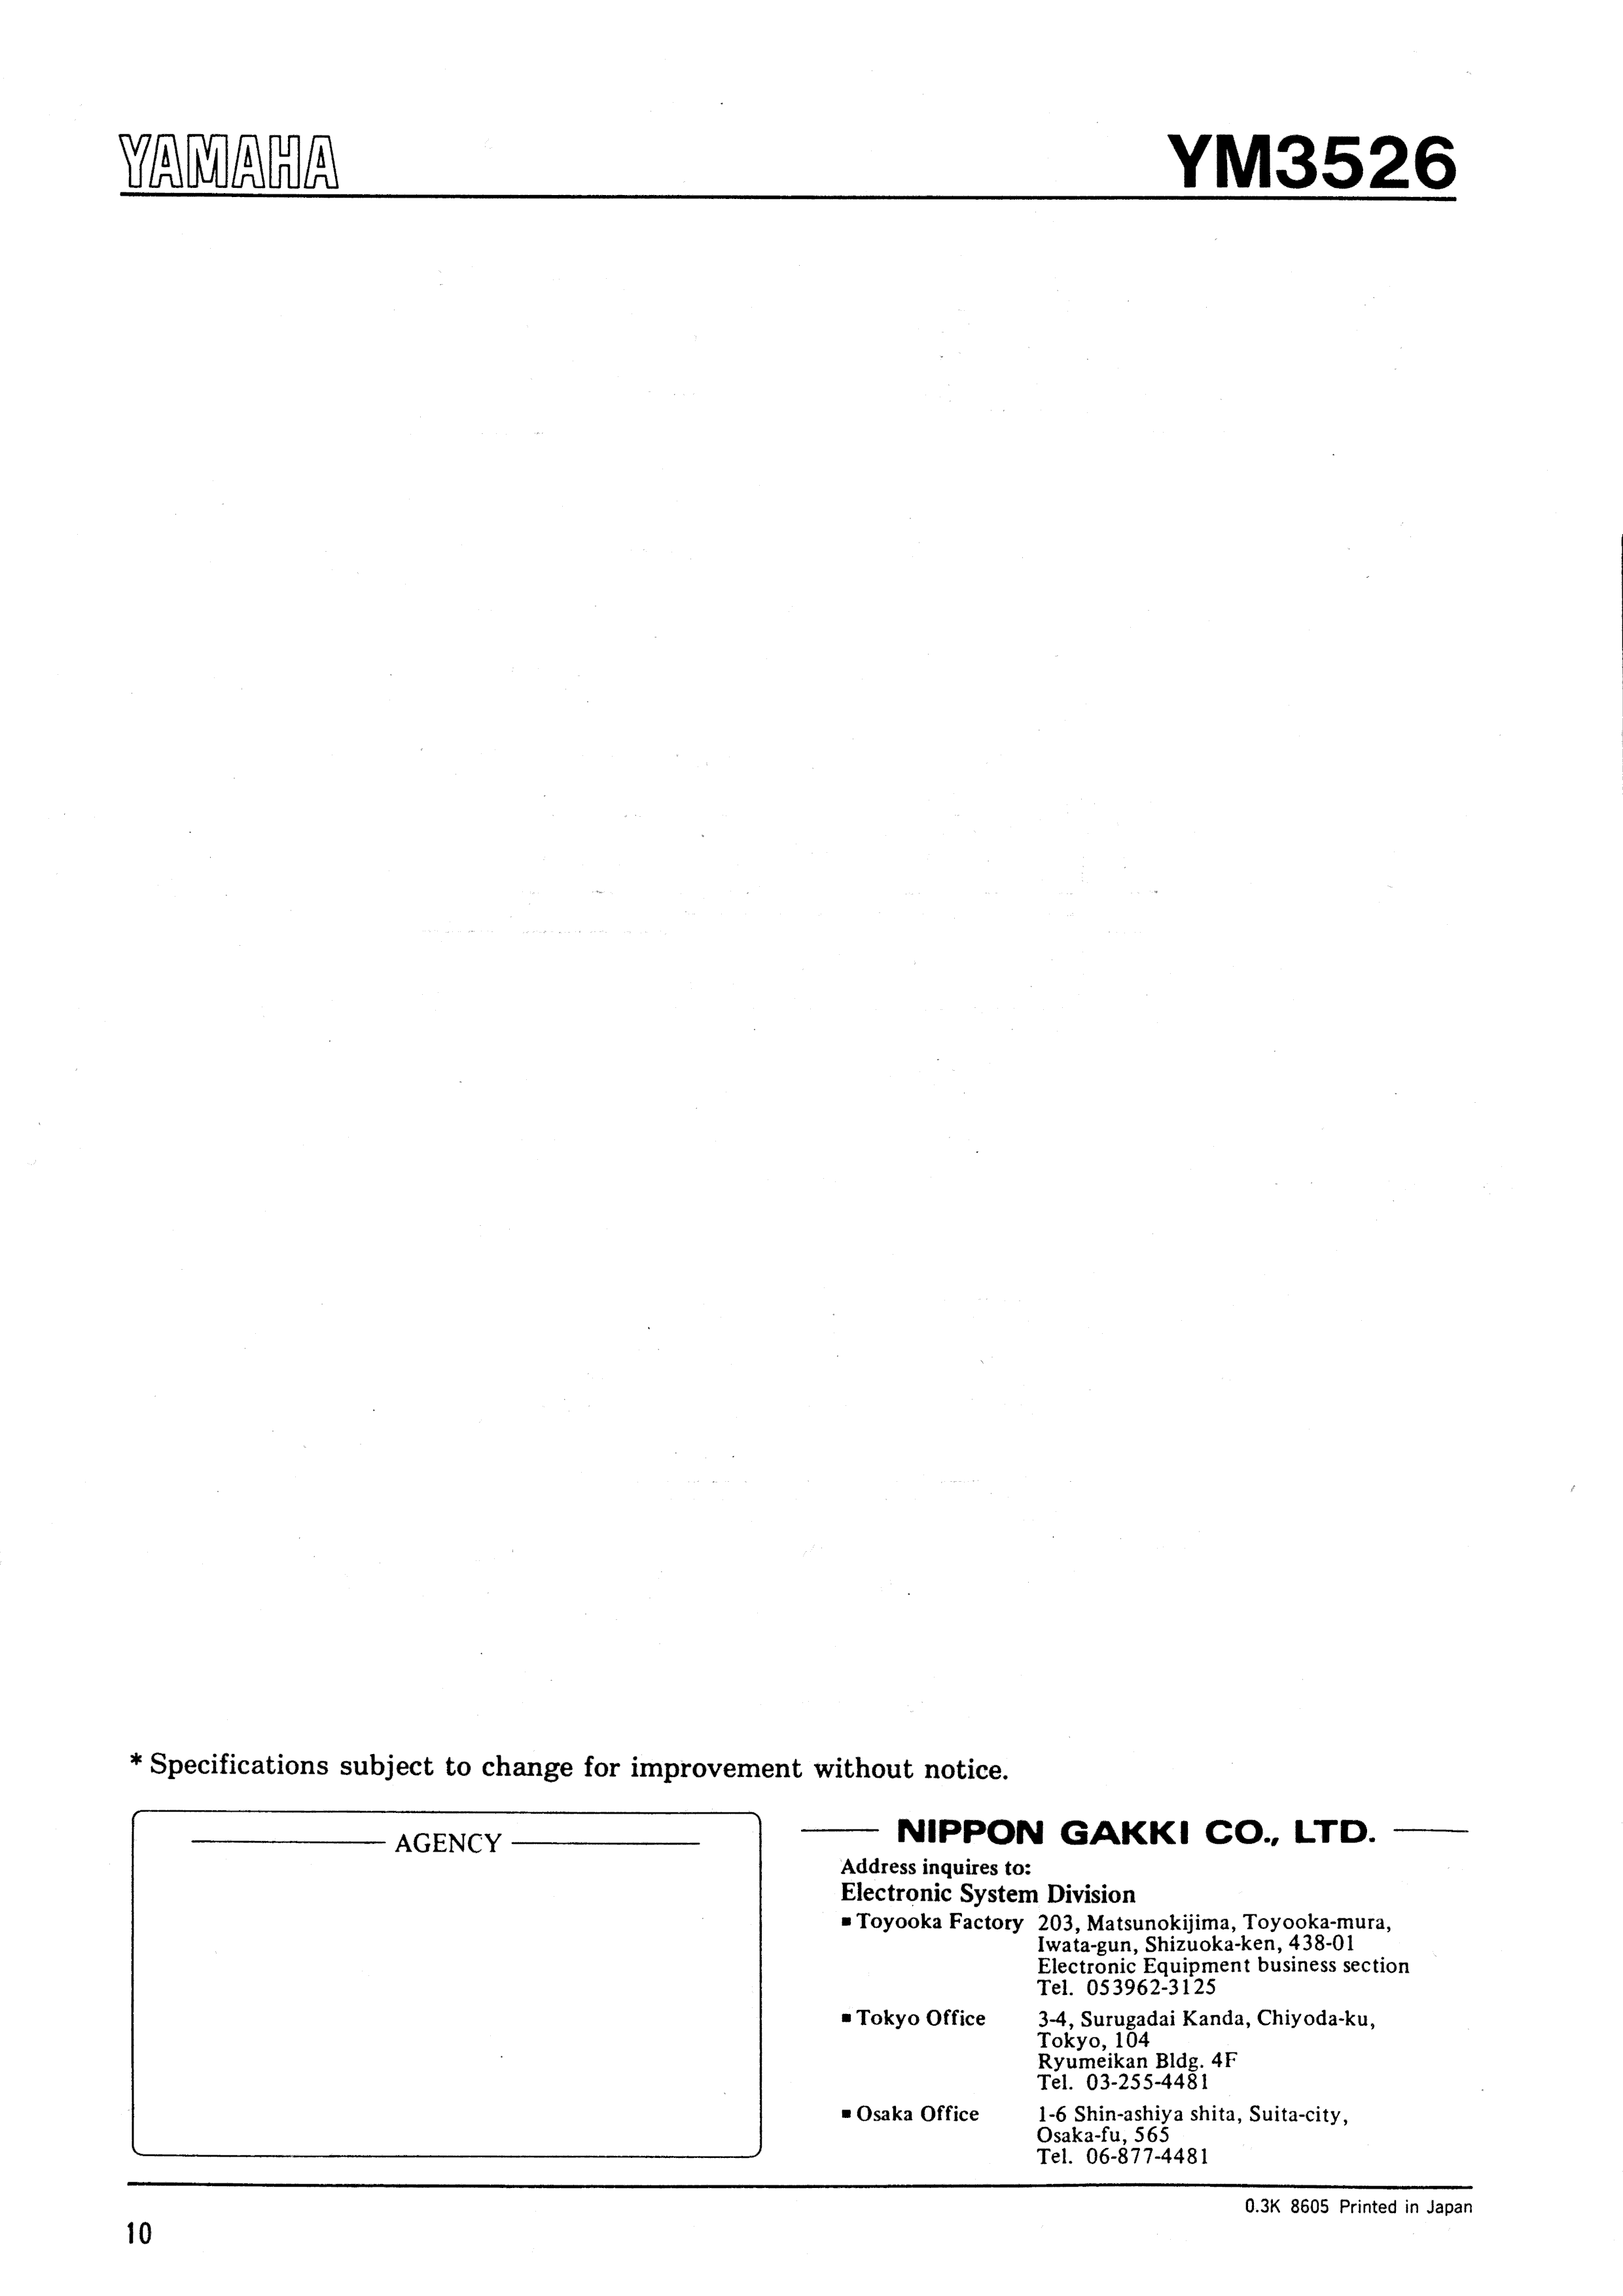 YAMAHA
YM3526
* Specifications subject to change for improvement without notice.
AGENCY
NIPPON GAKKI CO., LTD.
Address inquires to:
Electronic System Division
■ Toyooka Factory 203, Matsunokijima, Toyooka-mura,
Iwata-gun, Shizuoka-ken, 438-01
Electronic Equipment business section
Tel. 053962-3125
■ Tokyo Office 3-4, Surugadai Kanda, Chiyoda-ku,
Tokyo, 104
Ryumeikan Bldg. 4F
Tel. 03-255-4481
■ Osaka Office 1-6 Shin-ashiya shita, Suita-city,
Osaka-fu, 565
Tel. 06-877-4481
0.3K 8605 Printed in Japan
10